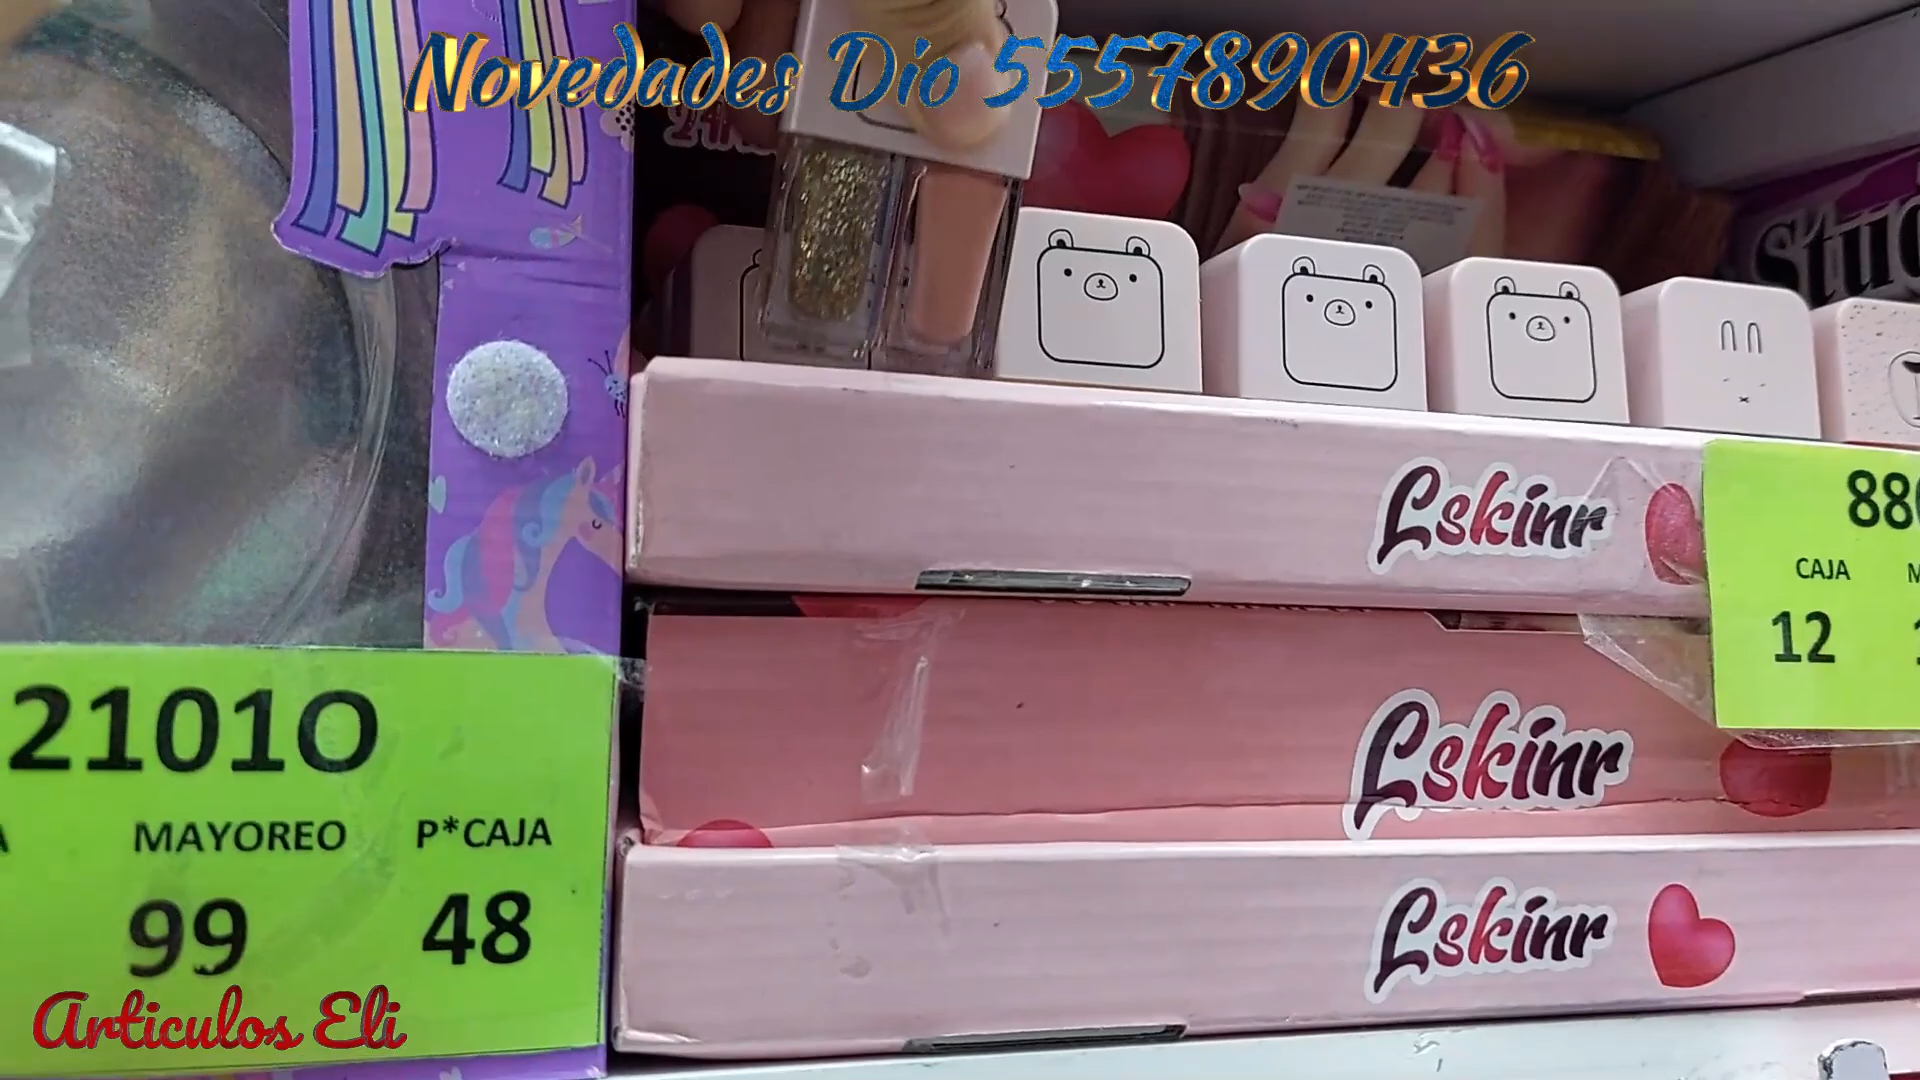 Novedades Dio 5557890436
Lskinr
CAJA
12
Lskinr
21010
MAYOREO P*CAJA
99 48
Lskinr
Articulos Eli